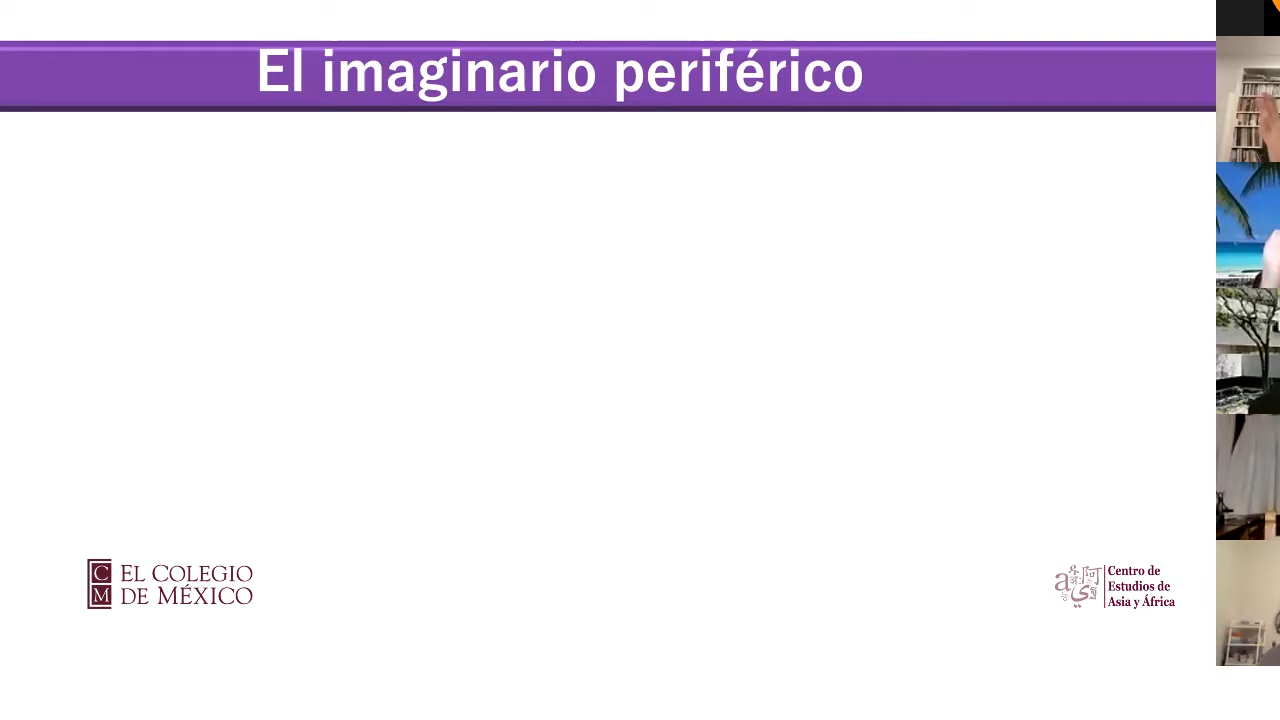 El imaginario periférico
C
M
EL COLEGIO
DE MÉXICO
Centro de
Estudios de
Asia y África